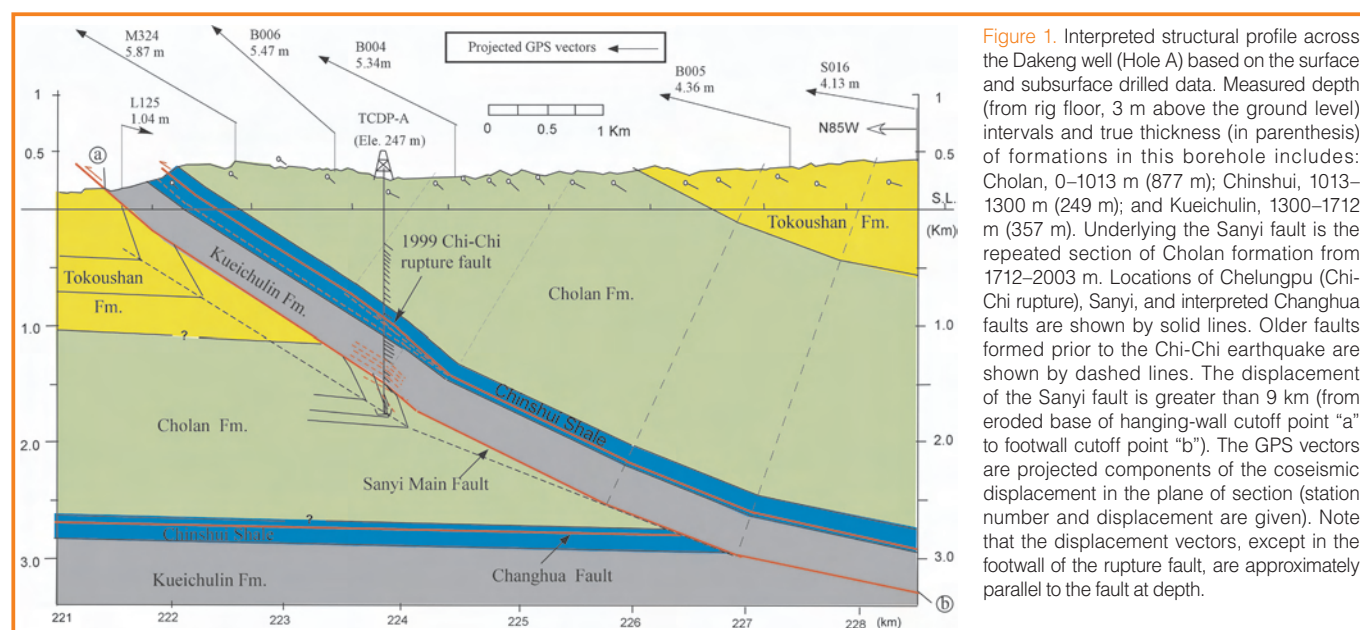 M324
5.87 m
B006
5.47 m
B004
5.34m
Projected GPS vectors
B005
4.36 m
S016
4.13 m
L125
1.04 m
TCDP-A
(Ele. 247 m)
0 0.5 1 Km
N85W
1
1
a
0.5
0.5
S.L.
(Km)
Tokoushan Fm.
1999 Chi-Chi
rupture fault
Kueichulin Fm.
Cholan Fm.
Tokoushan
Fm.
1.0
1.0
?
Chinshui Shale
Cholan Fm.
2.0
2.0
Sanyi Main Fault
?
Chinshui Shale
3.0
3.0
Kueichulin Fm.
Changhua Fault
b
221 222 223 224 225 226 227 228 (km)
Figure 1. Interpreted structural profile across
the Dakeng well (Hole A) based on the surface
and subsurface drilled data. Measured depth
(from rig floor, 3 m above the ground level)
intervals and true thickness (in parenthesis)
of formations in this borehole includes:
Cholan, 0–1013 m (877 m); Chinshui, 1013–
1300 m (249 m); and Kueichulin, 1300–1712
m (357 m). Underlying the Sanyi fault is the
repeated section of Cholan formation from
1712–2003 m. Locations of Chelungpu (Chi-
Chi rupture), Sanyi, and interpreted Changhua
faults are shown by solid lines. Older faults
formed prior to the Chi-Chi earthquake are
shown by dashed lines. The displacement
of the Sanyi fault is greater than 9 km (from
eroded base of hanging-wall cutoff point “a”
to footwall cutoff point “b”). The GPS vectors
are projected components of the coseismic
displacement in the plane of section (station
number and displacement are given). Note
that the displacement vectors, except in the
footwall of the rupture fault, are approximately
parallel to the fault at depth.